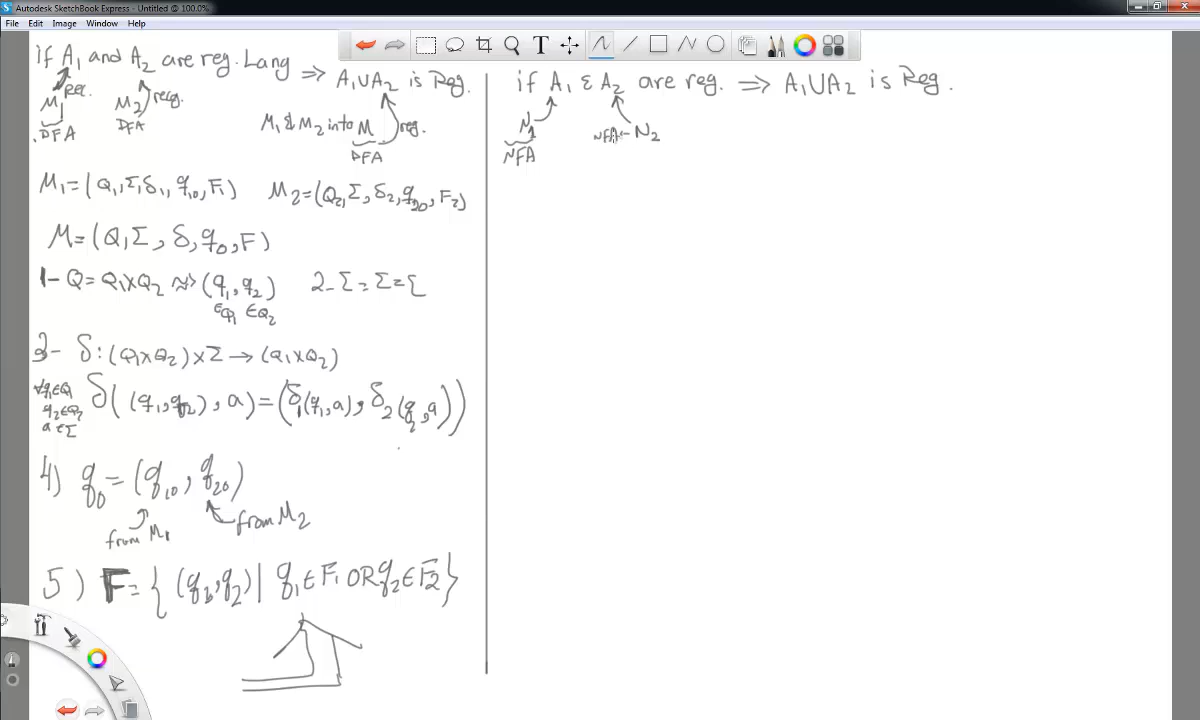 Autodesk SketchBook Express - Untitled @ 100.0%
File Edit Image Window Help
if A1 and A2 are reg. Lang ⟹ A1 ∪ A2 is Reg.
Rec.
M1
M2 recg.
DFA
DFA
M1 & M2 into M reg.
DFA
M1 = (Q1, Σ, δ1, q10, F1)
M2 = (Q2, Σ, δ2, q20, F2)
M = (Q, Σ, δ, q0, F)
1- Q = Q1 x Q2 (q1, q2)
∈Q1 ∈Q2
2- Σ = Σ = Σ
3- δ : (Q1 x Q2) x Σ → (Q1 x Q2)
∀q1∈Q1
q2∈Q2
a ∈ Σ
δ( (q1, q2), a) = (δ1(q1, a), δ2(q2, a))
4) q0 = (q10, q20)
from M1
from M2
5) F = { (q1, q2) | q1 ∈ F1 OR q2 ∈ F2 }
if A1 & A2 are reg. ⟹ A1 ∪ A2 is Reg.
N1
NFA
NFA N2
T